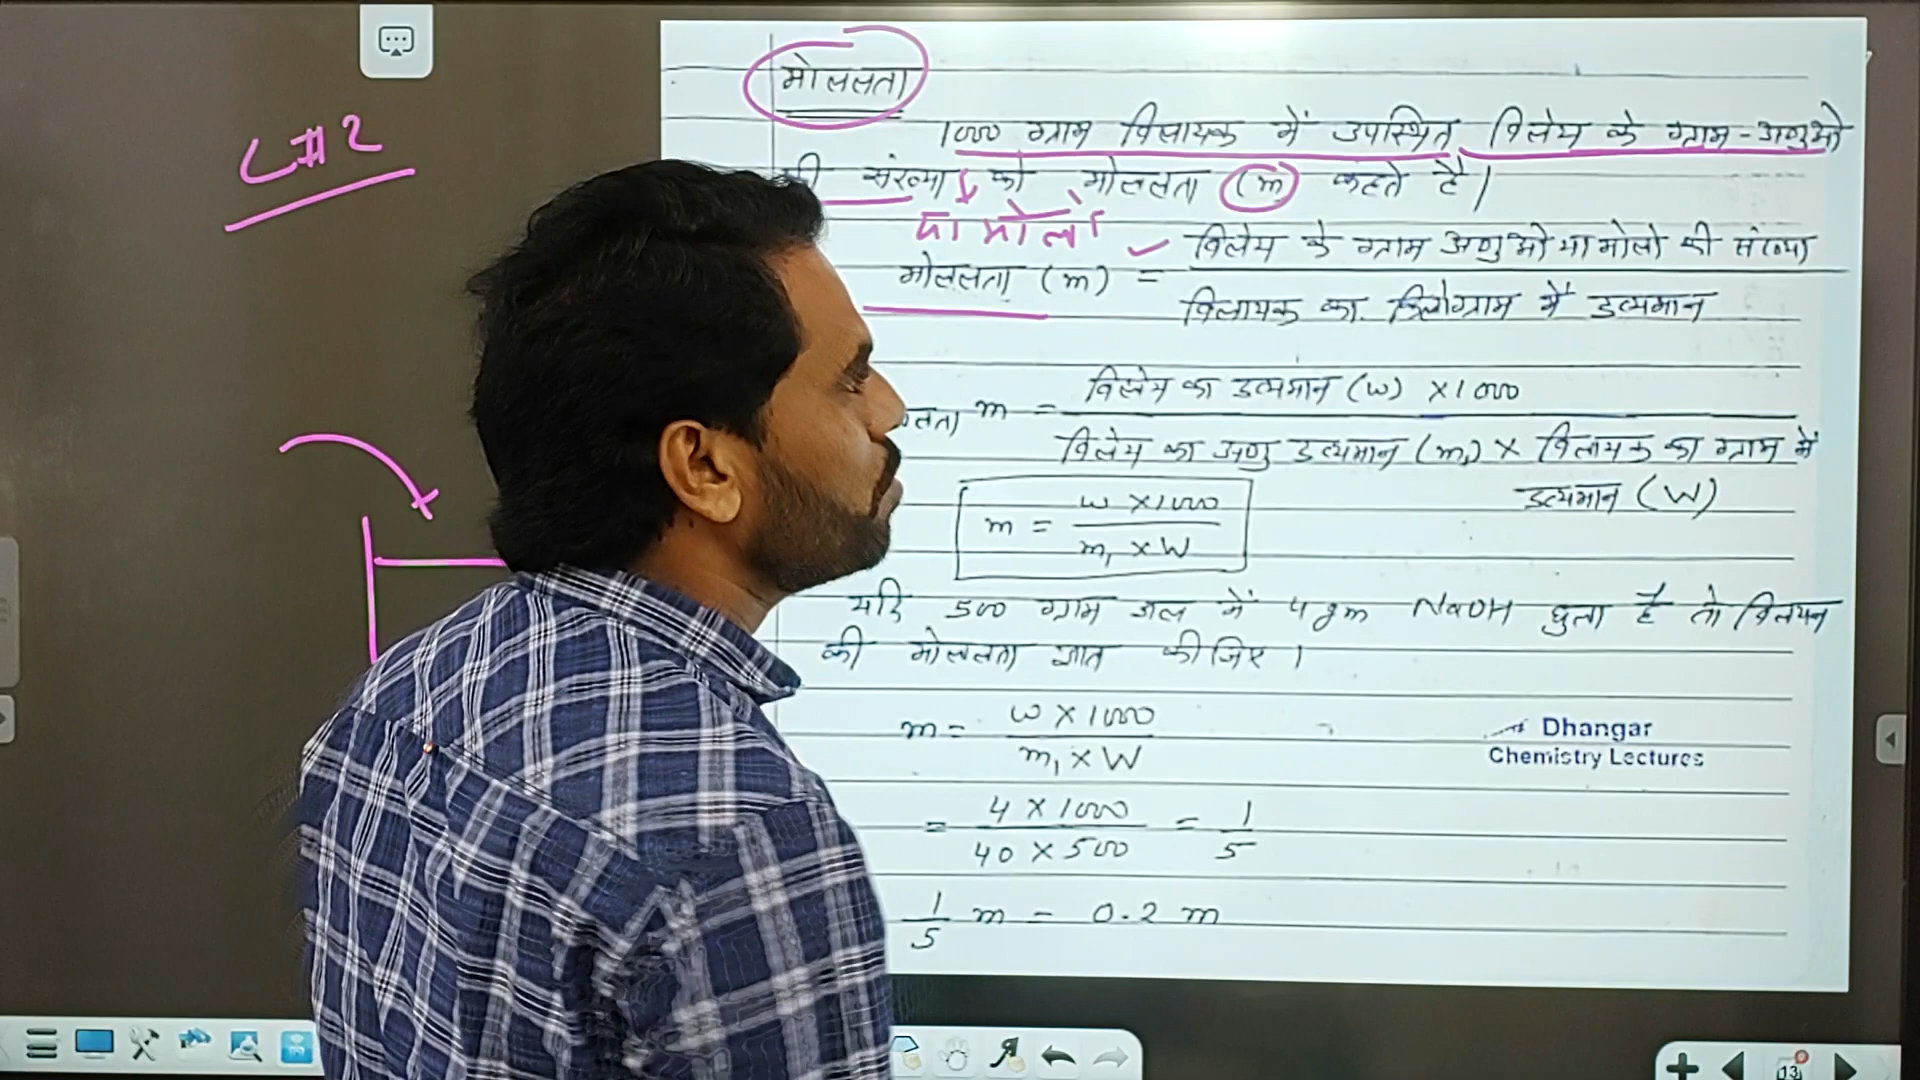 L#2
मोललता
1000 ग्राम विलायक में उपस्थित विलेय के ग्राम-अणुओ
की संख्या को मोललता (m) कहते है।
या मोलों
मोललता (m) = विलेय के ग्राम अणुओ या मोलो की संख्या
विलायक का किलोग्राम में द्रव्यमान
लता m = विलेय का द्रव्यमान (w) × 1000
विलेय का अणु द्रव्यमान (m₁) × विलायक का ग्राम में
द्रव्यमान (W)
m = w × 1000
m₁ × W
यदि 500 ग्राम जल में 4 gm NaOH घुला है तो विलयन
की मोललता ज्ञात कीजिए।
m = w × 1000
m₁ × W
Dhangar
Chemistry Lectures
= 4 × 1000 = 1
40 × 500 5
1/5 m = 0.2 m
13